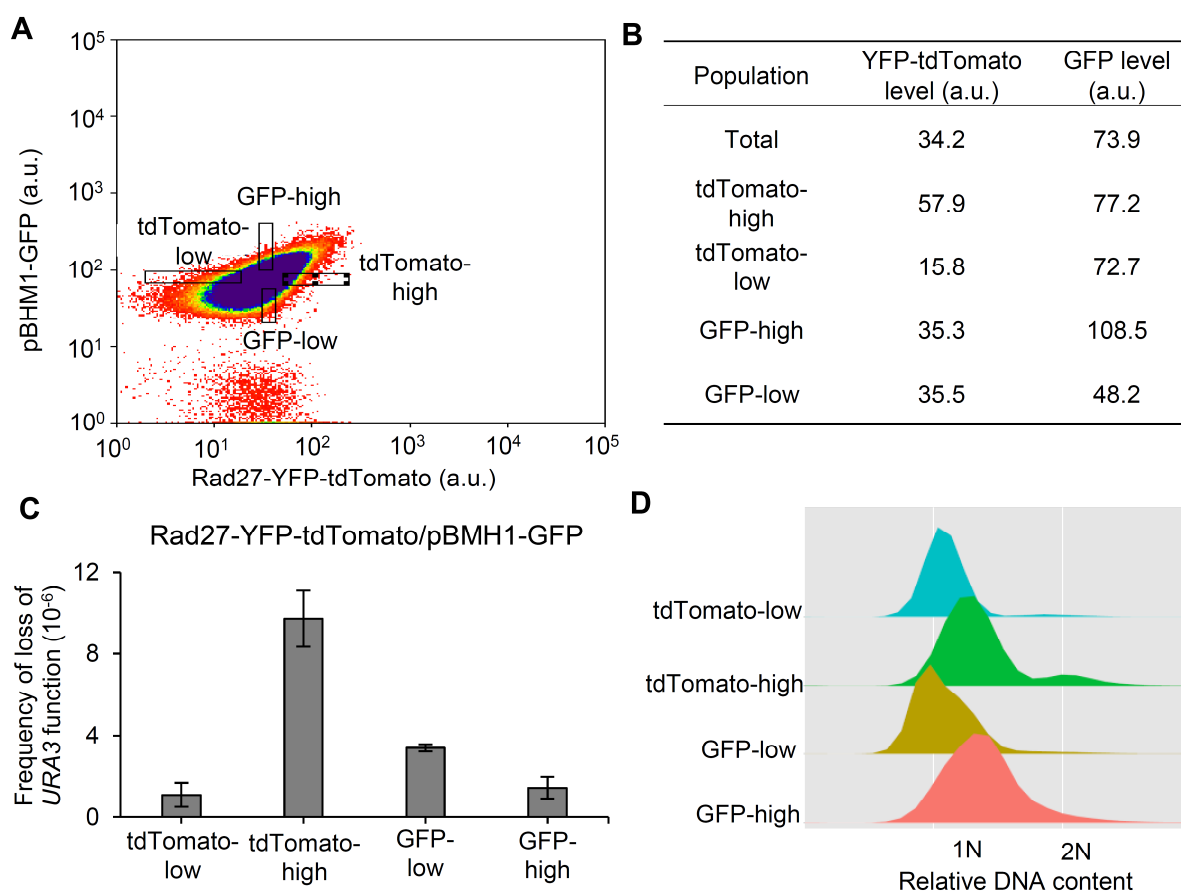 A
10⁵
10⁴
10³
10²
10¹
10⁰
pBHM1-GFP (a.u.)
GFP-high
tdTomato-
low
tdTomato-
high
GFP-low
10⁰
10¹
10²
10³
10⁴
10⁵
Rad27-YFP-tdTomato (a.u.)
B
Population
YFP-tdTomato
level (a.u.)
GFP level
(a.u.)
Total
34.2
73.9
tdTomato-
high
57.9
77.2
tdTomato-
low
15.8
72.7
GFP-high
35.3
108.5
GFP-low
35.5
48.2
C
Rad27-YFP-tdTomato/pBMH1-GFP
Frequency of loss of
URA3 function (10⁻⁶)
12
8
4
0
tdTomato-
low
tdTomato-
high
GFP-
low
GFP-
high
D
tdTomato-low
tdTomato-high
GFP-low
GFP-high
1N
2N
Relative DNA content